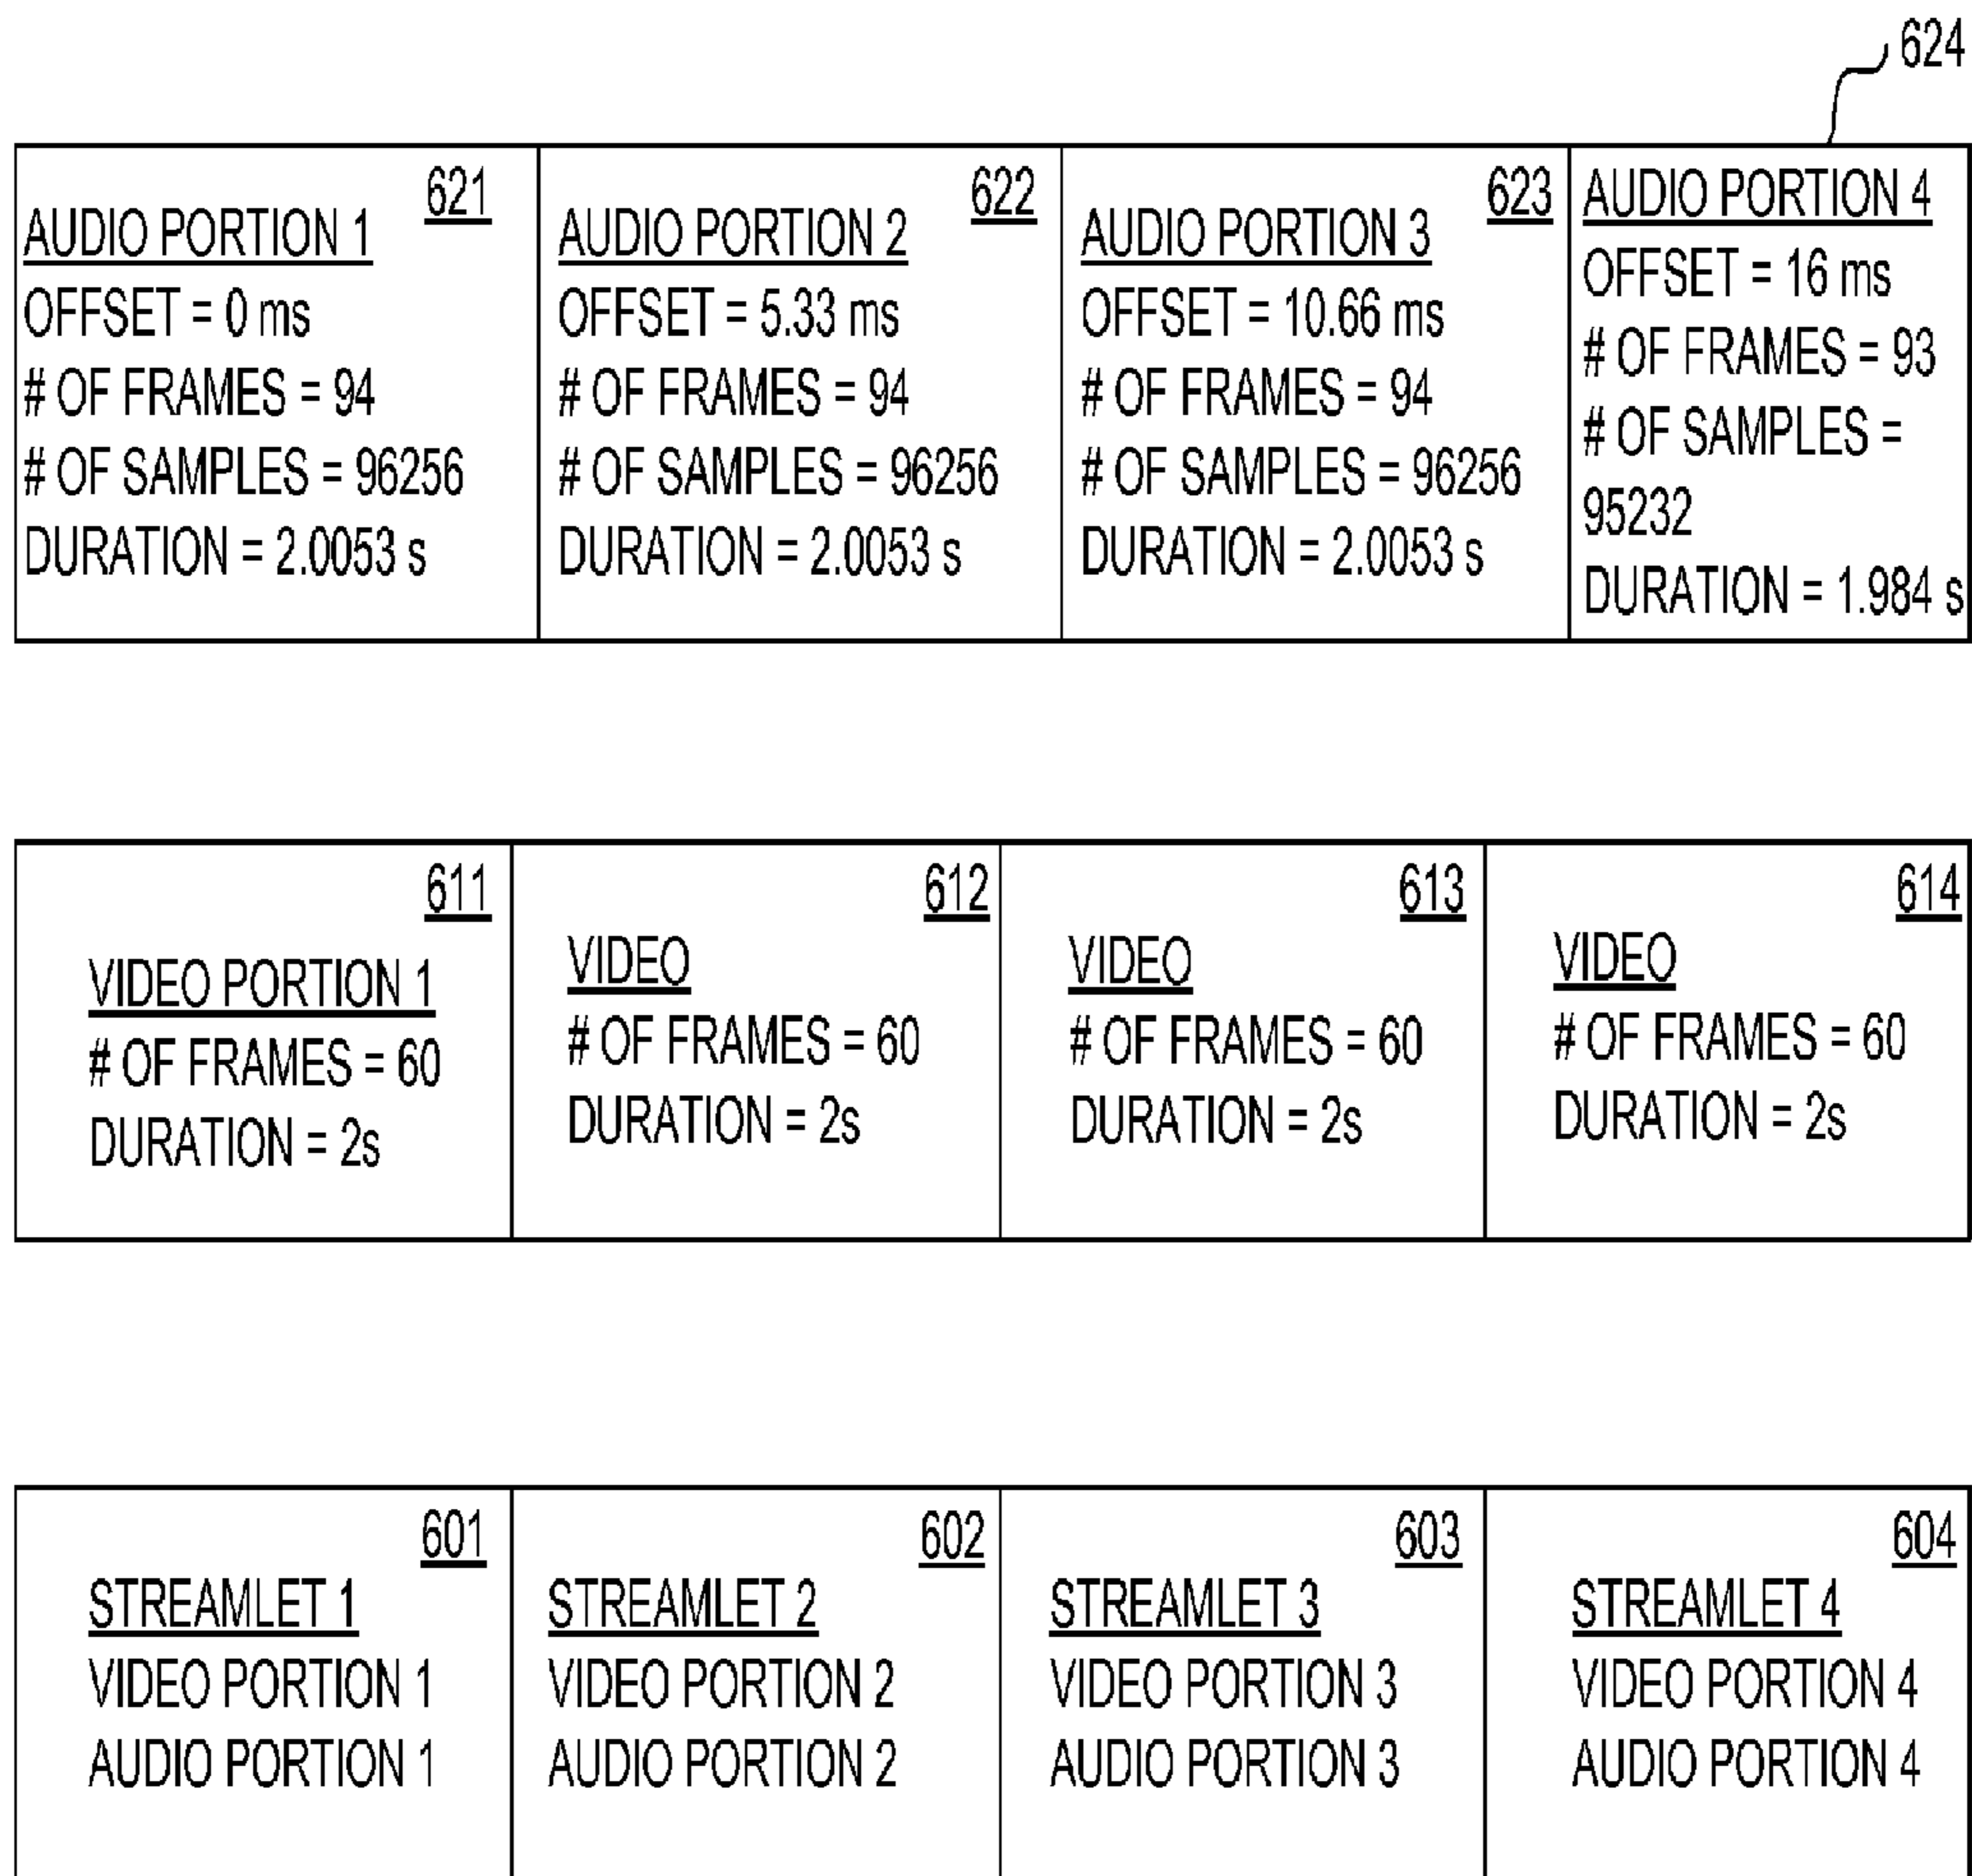 624
621
AUDIO PORTION 1
OFFSET = 0 ms
# OF FRAMES = 94
# OF SAMPLES = 96256
DURATION = 2.0053 s
622
AUDIO PORTION 2
OFFSET = 5.33 ms
# OF FRAMES = 94
# OF SAMPLES = 96256
DURATION = 2.0053 s
623
AUDIO PORTION 3
OFFSET = 10.66 ms
# OF FRAMES = 94
# OF SAMPLES = 96256
DURATION = 2.0053 s
AUDIO PORTION 4
OFFSET = 16 ms
# OF FRAMES = 93
# OF SAMPLES =
95232
DURATION = 1.984 s
611
VIDEO PORTION 1
# OF FRAMES = 60
DURATION = 2s
612
VIDEO
# OF FRAMES = 60
DURATION = 2s
613
VIDEO
# OF FRAMES = 60
DURATION = 2s
614
VIDEO
# OF FRAMES = 60
DURATION = 2s
601
STREAMLET 1
VIDEO PORTION 1
AUDIO PORTION 1
602
STREAMLET 2
VIDEO PORTION 2
AUDIO PORTION 2
603
STREAMLET 3
VIDEO PORTION 3
AUDIO PORTION 3
604
STREAMLET 4
VIDEO PORTION 4
AUDIO PORTION 4